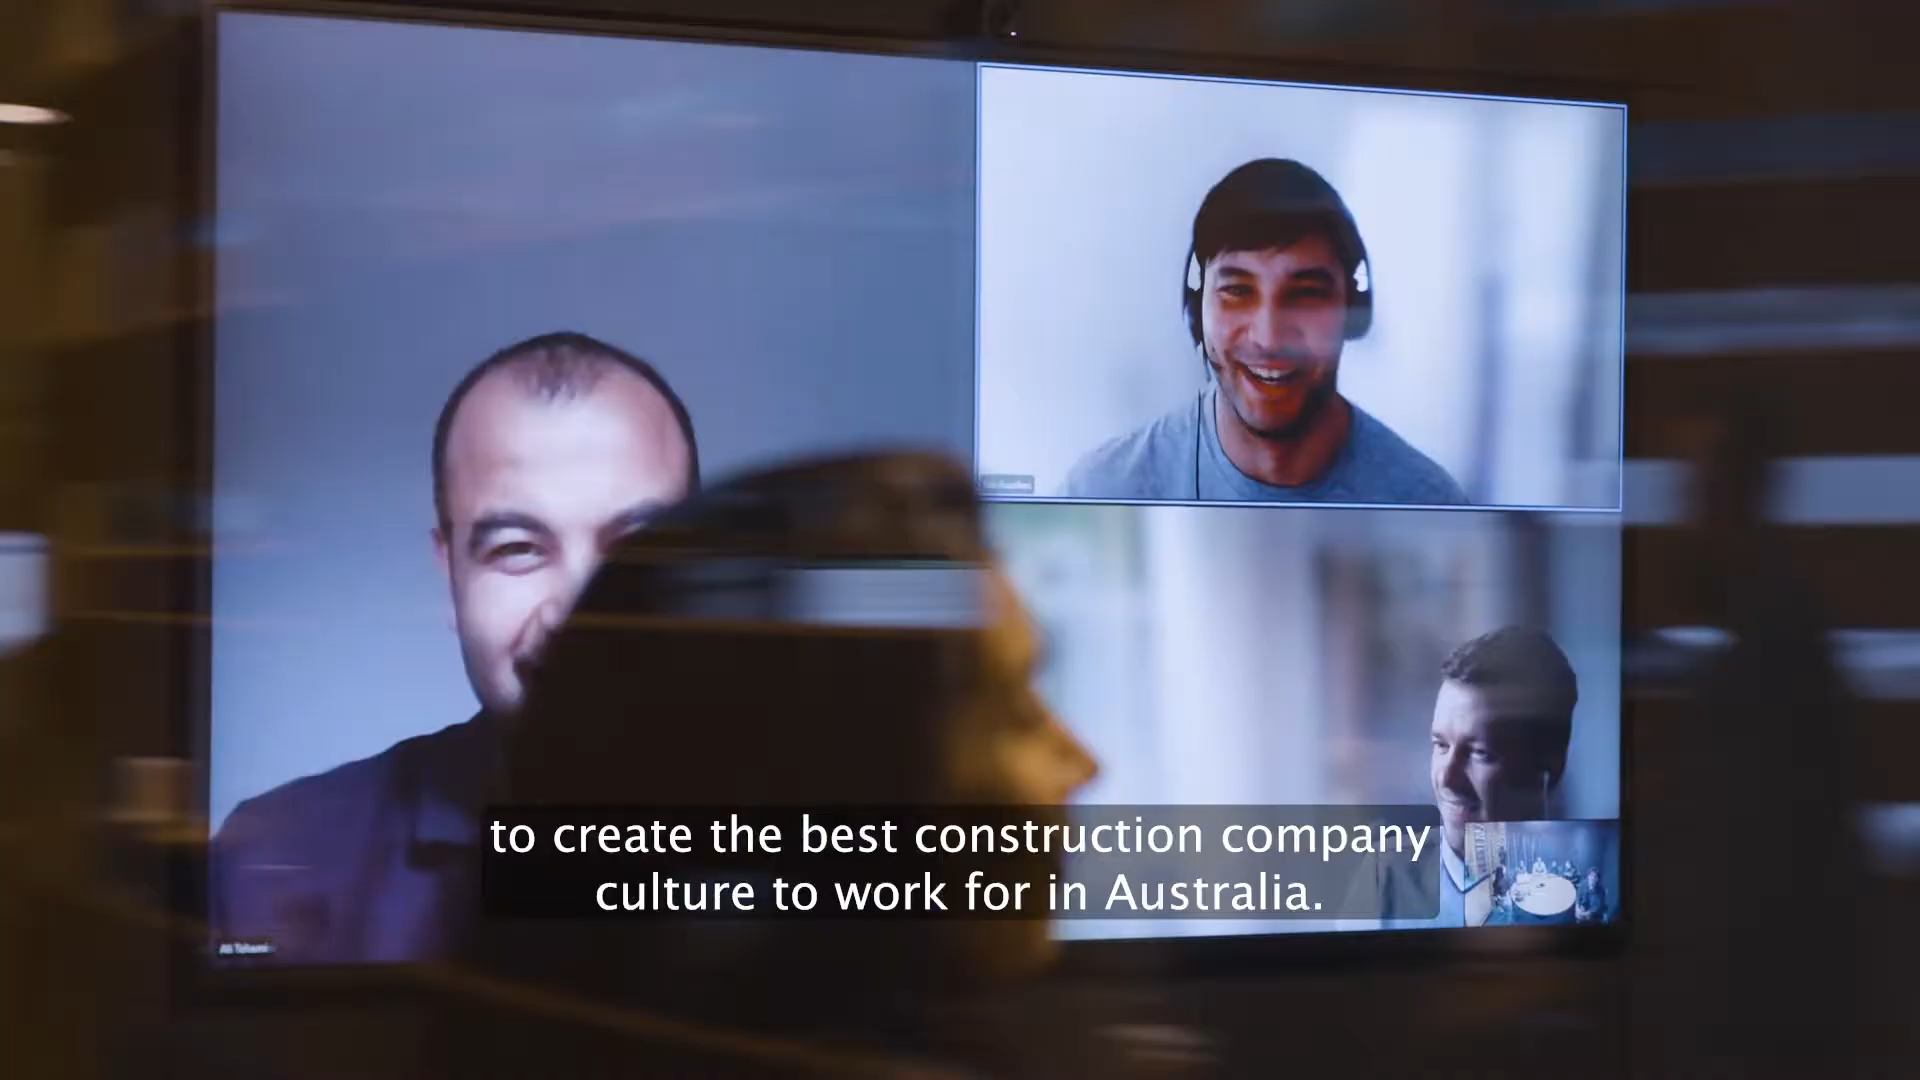 to create the best construction company
culture to work for in Australia.